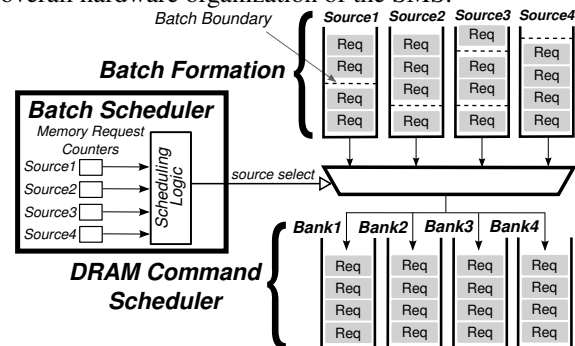 overall hardware organization of the SMS.
Batch Boundary
Source1 Source2 Source3 Source4
Batch Formation
Req Req Req Req
Req Req Req Req
Req Req Req Req
Req Req Req Req
Batch Scheduler
Memory Request
Counters
Source1
Source2
Source3
Source4
Scheduling
Logic
source select
DRAM Command
Scheduler
Bank1 Bank2 Bank3 Bank4
Req Req Req Req
Req Req Req Req
Req Req Req Req
Req Req Req Req